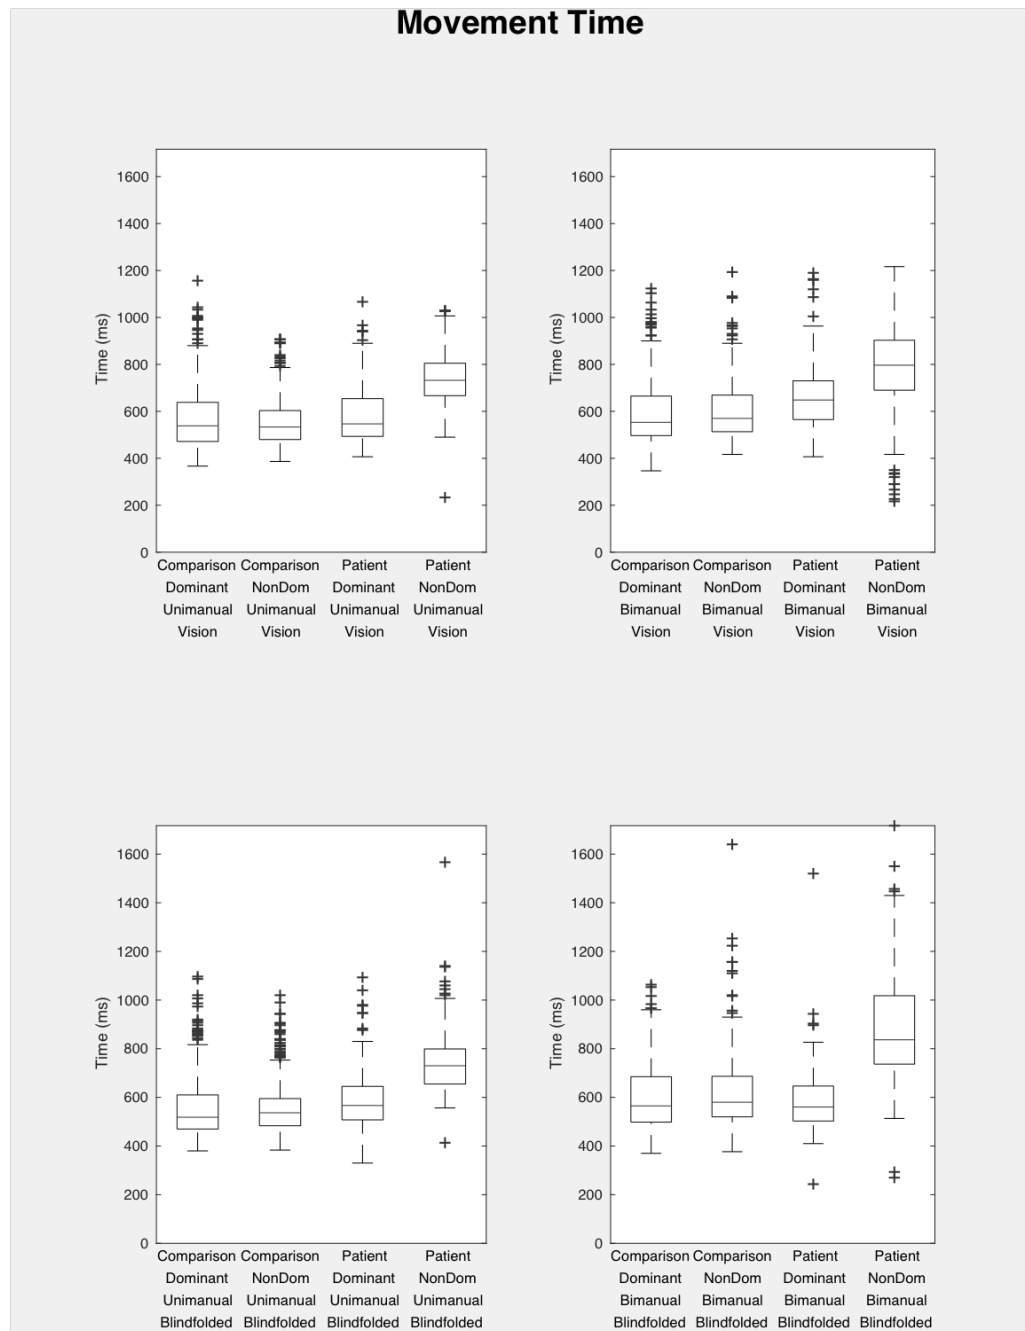 Movement Time
1600
1400
1200
1000
800
600
400
200
0
Time (ms)
Comparison Comparison Patient Patient
Dominant NonDom Dominant NonDom
Unimanual Unimanual Unimanual Unimanual
Vision Vision Vision Vision
1600
1400
1200
1000
800
600
400
200
0
Time (ms)
Comparison Comparison Patient Patient
Dominant NonDom Dominant NonDom
Bimanual Bimanual Bimanual Bimanual
Vision Vision Vision Vision
1600
1400
1200
1000
800
600
400
200
0
Time (ms)
Comparison Comparison Patient Patient
Dominant NonDom Dominant NonDom
Unimanual Unimanual Unimanual Unimanual
Blindfolded Blindfolded Blindfolded Blindfolded
1600
1400
1200
1000
800
600
400
200
0
Time (ms)
Comparison Comparison Patient Patient
Dominant NonDom Dominant NonDom
Bimanual Bimanual Bimanual Bimanual
Blindfolded Blindfolded Blindfolded Blindfolded